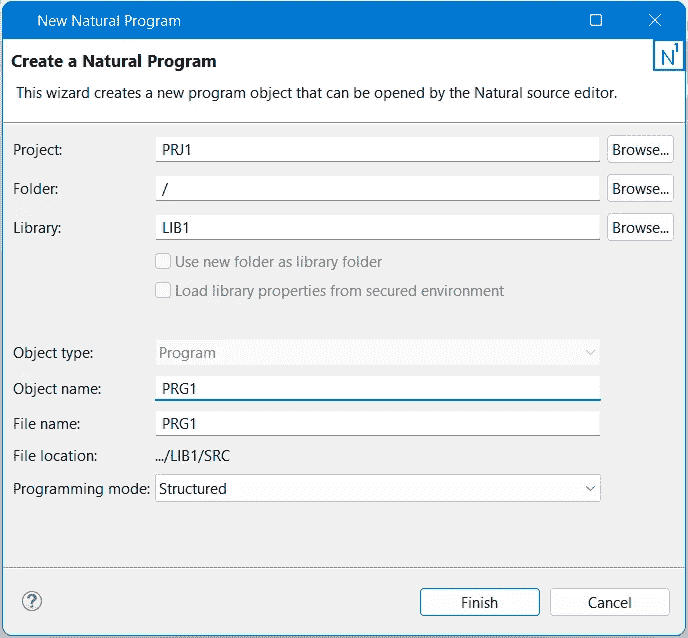 New Natural Program
Create a Natural Program
N1
This wizard creates a new program object that can be opened by the Natural source editor.
Project: PRJ1 Browse...
Folder: / Browse...
Library: LIB1 Browse...
Use new folder as library folder
Load library properties from secured environment
Object type: Program
Object name: PRG1
File name: PRG1
File location: .../LIB1/SRC
Programming mode: Structured
? Finish Cancel